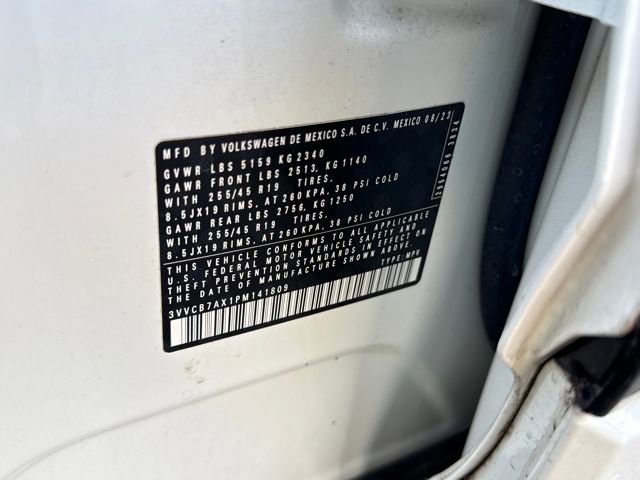 MFD BY VOLKSWAGEN DE MEXICO S.A. DE C.V. MEXICO 08/23
GVWR LBS 5159 KG 2340
GAWR FRONT LBS 2513, KG 1140
WITH 255/45 R19 TIRES.
8.5JX19 RIMS, AT 260 KPA, 38 PSI COLD
GAWR REAR LBS 2756, KG 1250
WITH 255/45 R19 TIRES.
8.5JX19 RIMS, AT 260 KPA, 38 PSI COLD
THIS VEHICLE CONFORMS TO ALL APPLICABLE
U.S. FEDERAL MOTOR VEHICLE SAFETY AND
THEFT PREVENTION STANDARDS IN EFFECT ON
THE DATE OF MANUFACTURE SHOWN ABOVE.
TYPE: MPV
3VVCB7AX1PM141809